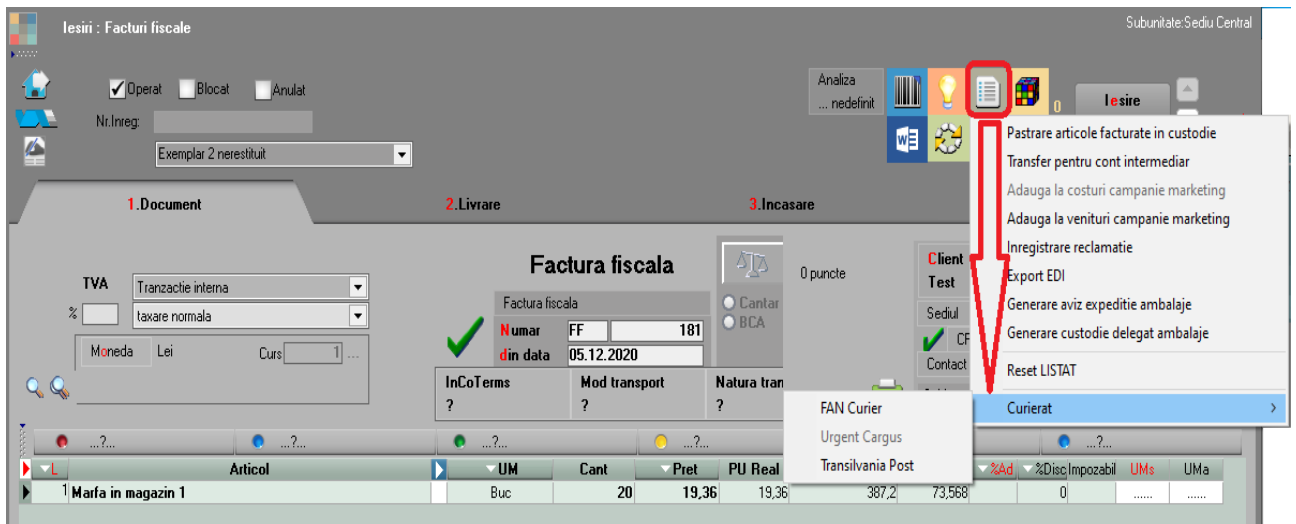 Iesiri : Facturi fiscale
Subunitate:Sediu Central
Operat Blocat Anulat
Analiza
... nedefinit
0
Iesire
Nr.Inreg:
Exemplar 2 nerestituit
Pastrare articole facturate in custodie
Transfer pentru cont intermediar
Adauga la costuri campanie marketing
Adauga la venituri campanie marketing
Inregistrare reclamatie
Export EDI
Generare aviz expeditie ambalaje
Generare custodie delegat ambalaje
Reset LISTAT
Curierat
1.Document
2.Livrare
3.Incasare
Factura fiscala
0 puncte
Client
Test
TVA
Tranzactie interna
%
taxare normala
Factura fiscala
Cantar
BCA
Sediul
Numar FF 181
din data 05.12.2020
Moneda Lei Curs 1 ...
Contact
InCoTerms Mod transport
? ? ?
FAN Curier
Urgent Cargus
Transilvania Post
...?... ...?... ...?... ...?... ...?...
L Articol UM Cant Pret PU Real %Ad %Disc Impozabil UMs UMa
1 Marfa in magazin 1 Buc 20 19,36 19,36 387,2 73,568 0 ...... ......